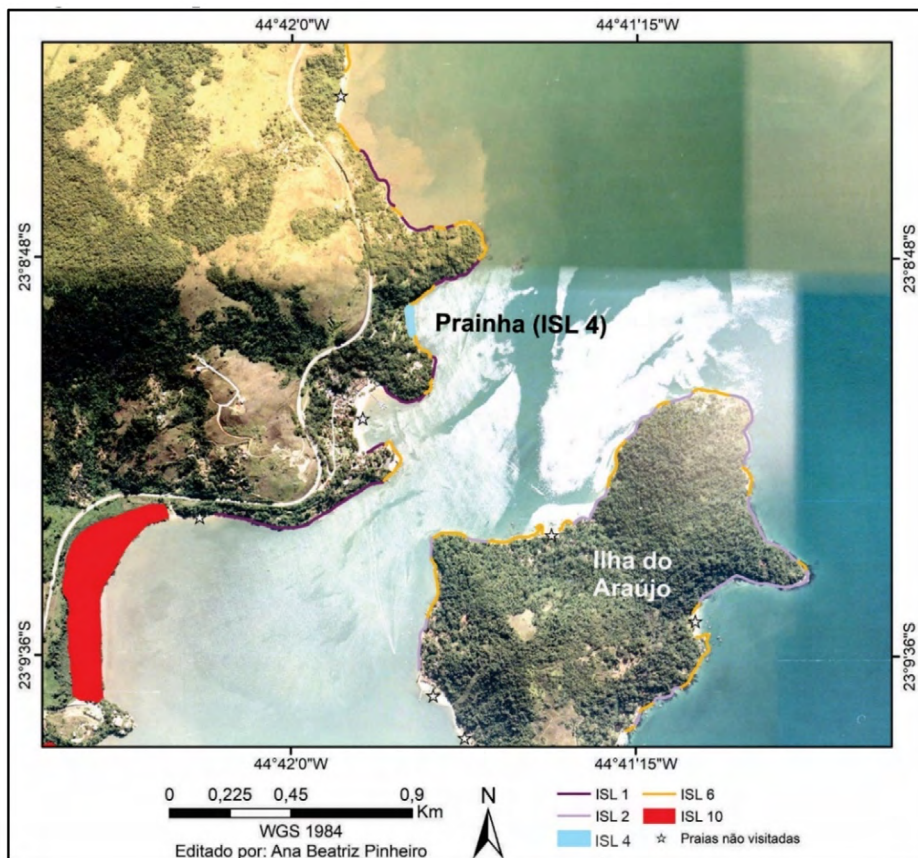 44°42'0"W 44°41'15"W
23°8'48"S 23°8'48"S
Prainha (ISL 4)
Ilha do
Araújo
23°9'36"S 23°9'36"S
44°42'0"W 44°41'15"W
0 0,225 0,45 0,9
Km
WGS 1984
Editado por: Ana Beatriz Pinheiro
N
ISL 1 ISL 6
ISL 2 ISL 10
ISL 4 Praias não visitadas